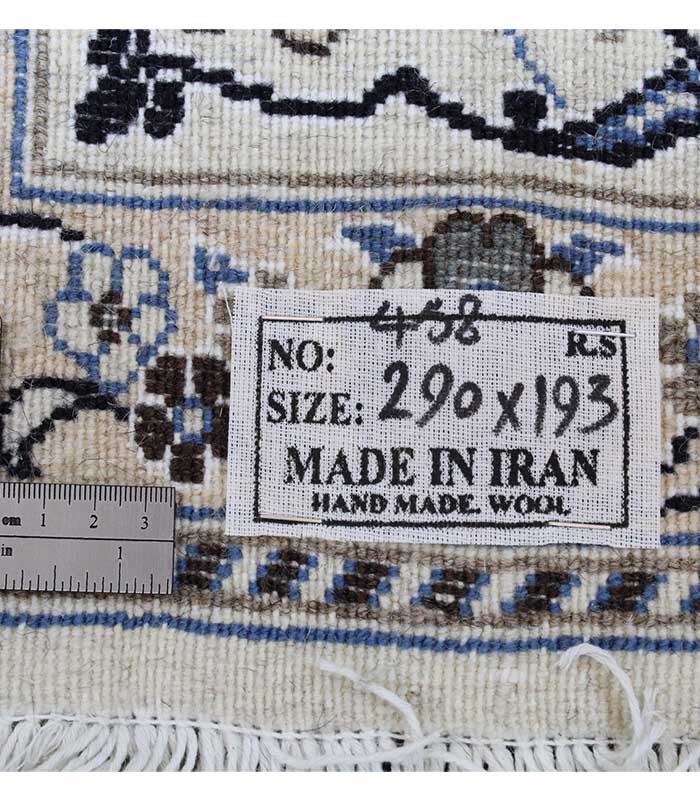 458
NO: R.S
SIZE: 290 x 193
MADE IN IRAN
HAND MADE. WOOL
cm 1 2 3
in 1